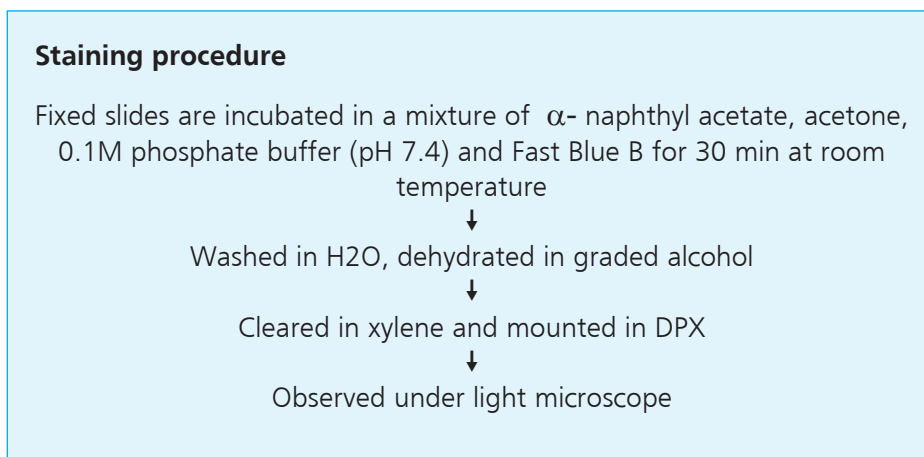 Staining procedure
Fixed slides are incubated in a mixture of α- naphthyl acetate, acetone,
0.1M phosphate buffer (pH 7.4) and Fast Blue B for 30 min at room
temperature
↓
Washed in H2O, dehydrated in graded alcohol
↓
Cleared in xylene and mounted in DPX
↓
Observed under light microscope